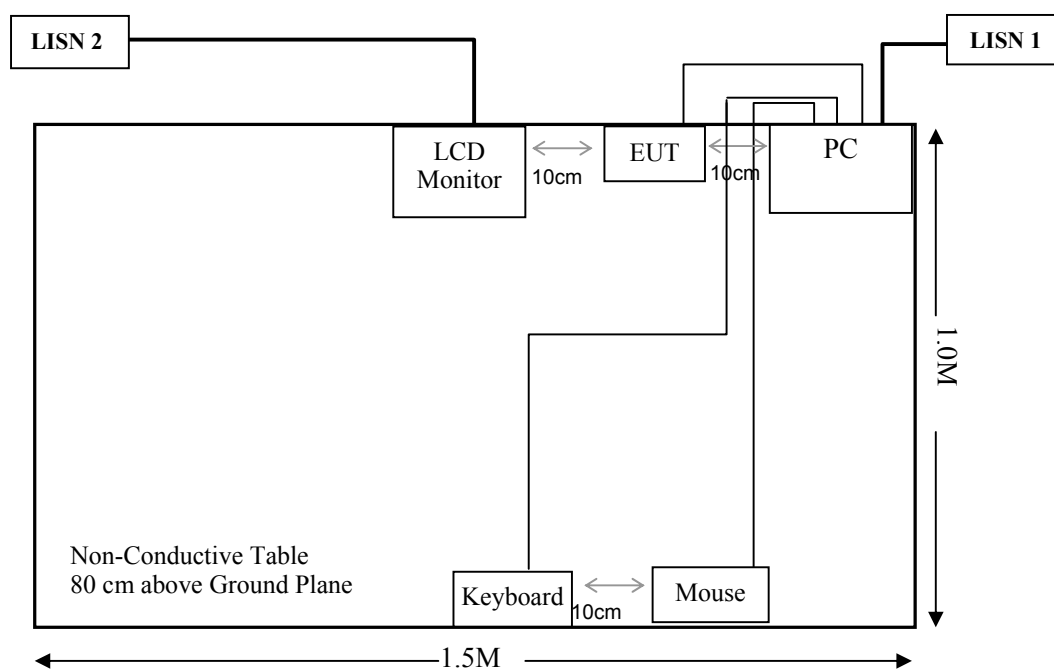 LISN 2
LISN 1
LCD
Monitor
10cm
EUT
10cm
PC
1.0M
Non-Conductive Table
80 cm above Ground Plane
Keyboard
10cm
Mouse
1.5M